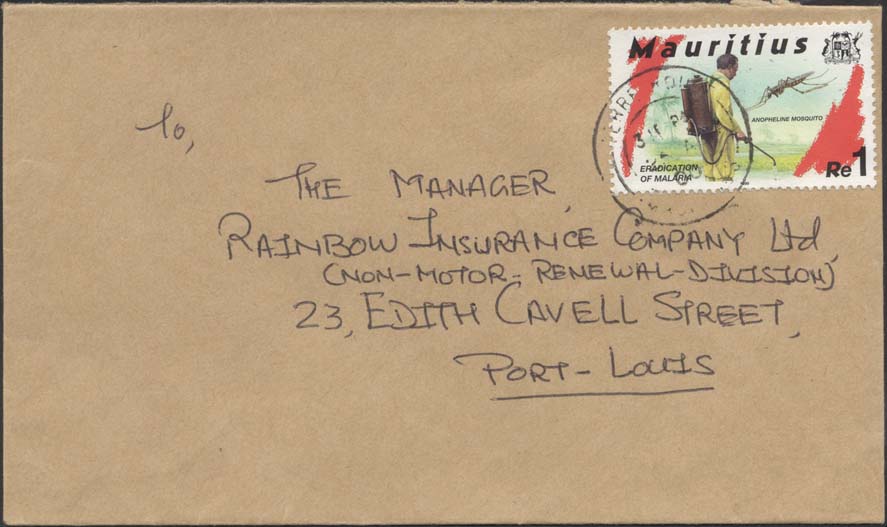 Mauritius
ANOPHELINE MOSQUITO
ERADICATION
OF MALARIA
Re1
To,
THE MANAGER
RAINBOW INSURANCE COMPANY Ltd,
(NON-MOTOR-RENEWAL-DIVISION)
23, EDITH CAVELL STREET,
PORT-LOUIS